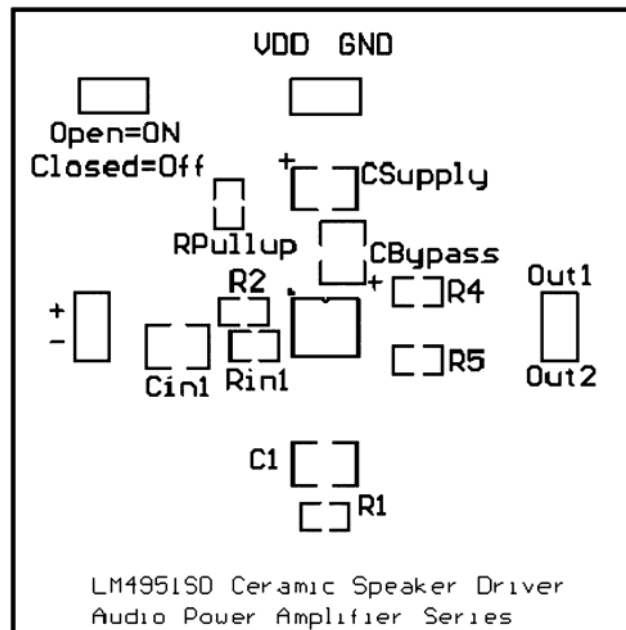 VDD GND
Open=ON
Closed=Off
+
CSupply
RPullup
CBypass
+
R2
R4
Out1
+
-
Cin1
Rin1
R5
Out2
C1
R1
LM4951SD Ceramic Speaker Driver
Audio Power Amplifier Series